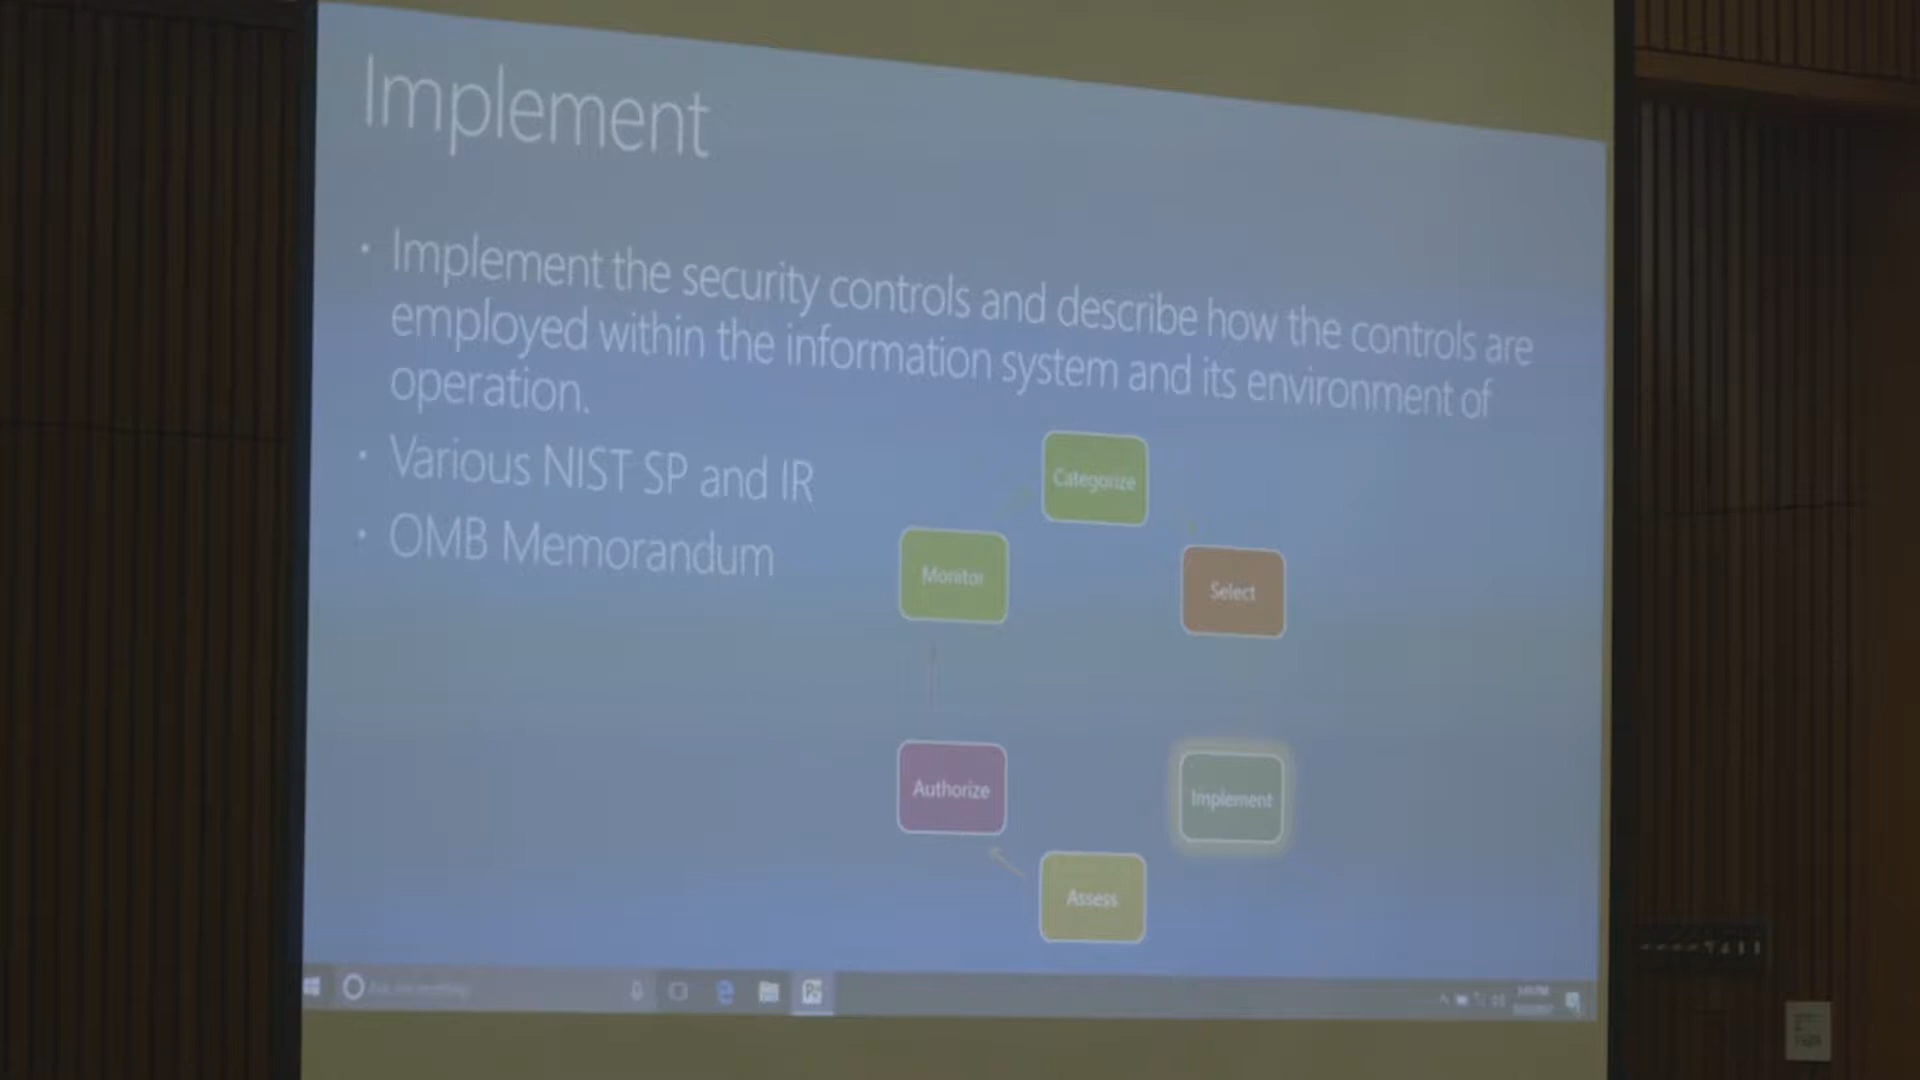 Implement
• Implement the security controls and describe how the controls are
employed within the information system and its environment of
operation.
• Various NIST SP and IR
• OMB Memorandum
Categorize
Monitor
Select
Authorize
Implement
Assess